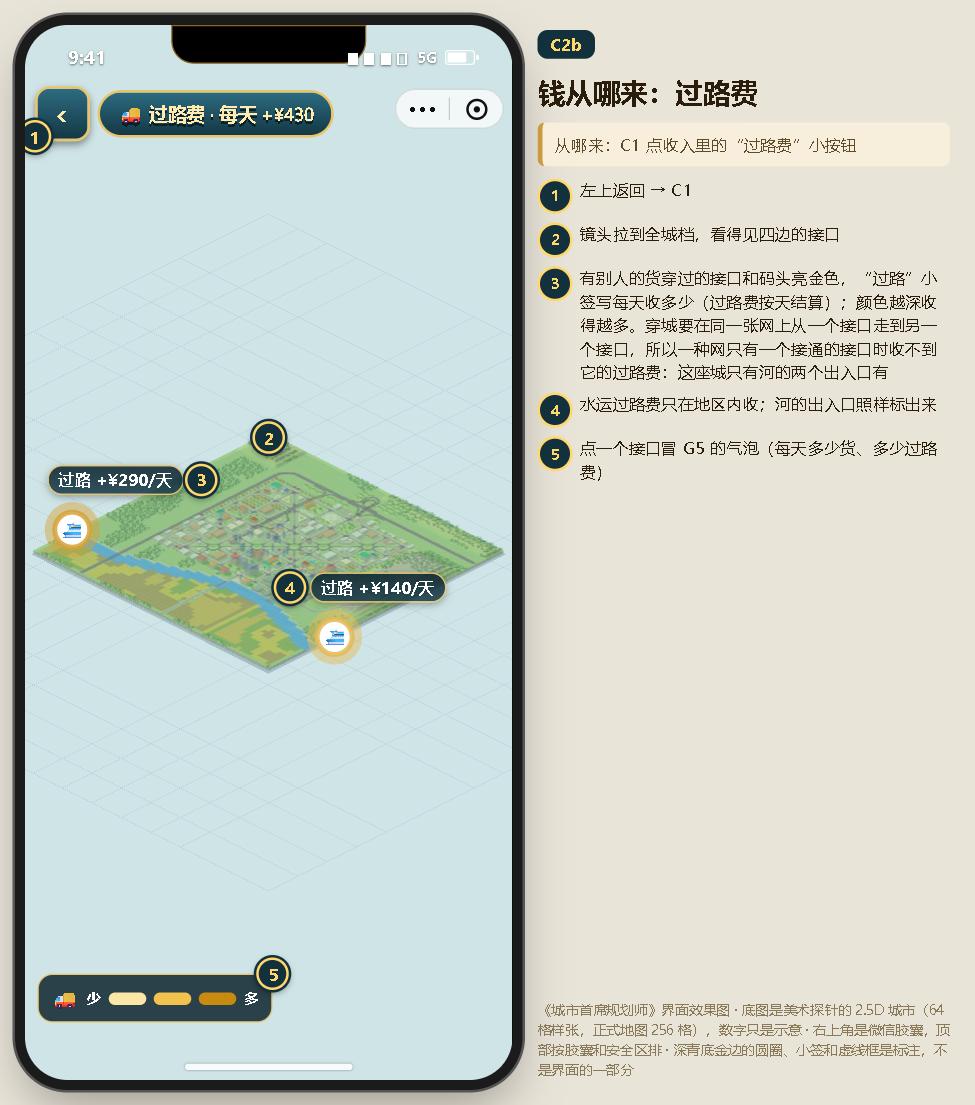 9:41
5G
过路费 · 每天 +¥430
1
2
过路 +¥290/天
3
4
过路 +¥140/天
5
少
多
C2b
钱从哪来：过路费
从哪来：C1 点收入里的“过路费”小按钮
1
左上返回 → C1
2
镜头拉到全城档，看得见四边的接口
3
有别人的货穿过的接口和码头亮金色，“过路”小
签写每天收多少（过路费按天结算）；颜色越深收
得越多。穿城要在同一张网上从一个接口走到另一
个接口，所以一种网只有一个接通的接口时收不到
它的过路费：这座城只有河的两个出入口有
4
水运过路费只在地区内收；河的出入口照样标出来
5
点一个接口冒 G5 的气泡（每天多少货、多少过路
费）
《城市首席规划师》界面效果图 · 底图是美术探针的 2.5D 城市（64
格样张，正式地图 256 格），数字只是示意 · 右上角是微信胶囊，顶
部按胶囊和安全区排 · 深青底金边的圆圈、小签和虚线框是标注，不
是界面的一部分